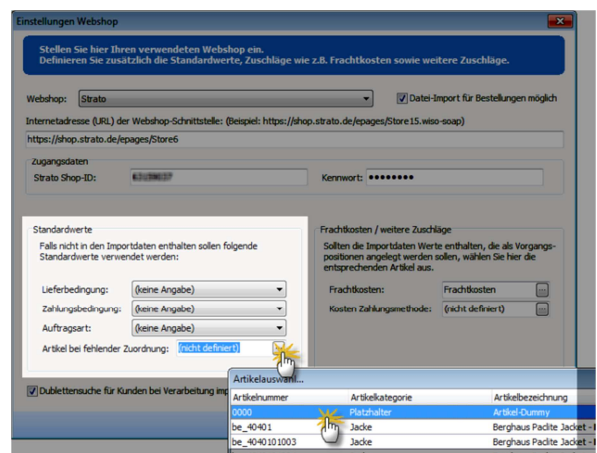 Einstellungen Webshop
Stellen Sie hier Ihren verwendeten Webshop ein.
Definieren Sie zusätzlich die Standardwerte, Zuschläge wie z.B. Frachtkosten sowie weitere Zuschläge.
Webshop: Strato Datei-Import für Bestellungen möglich
Internetadresse (URL) der Webshop-Schnittstelle: (Beispiel: https://shop.strato.de/epages/Store15.wiso-soap)
https://shop.strato.de/epages/Store6
Zugangsdaten
Strato Shop-ID: Kennwort: ●●●●●●●●
Standardwerte
Falls nicht in den Importdaten enthalten sollen folgende
Standardwerte verwendet werden:
Lieferbedingung: (keine Angabe)
Zahlungsbedingung: (keine Angabe)
Auftragsart: (keine Angabe)
Artikel bei fehlender Zuordnung: (nicht definiert)
Frachtkosten / weitere Zuschläge
Sollten die Importdaten Werte enthalten, die als Vorgangs-
positionen angelegt werden sollen, wählen Sie hier die
entsprechenden Artikel aus.
Frachtkosten: Frachtkosten ...
Kosten Zahlungsmethode: (nicht definiert) ...
Dublettensuche für Kunden bei Verarbeitung
Artikelauswahl...
Artikelnummer Artikelkategorie Artikelbezeichnung
0000 Platzhalter Artikel-Dummy
be_40401 Jacke Berghaus Paclite Jacket -
be_4040101003 Jacke Berghaus Paclite Jacket -